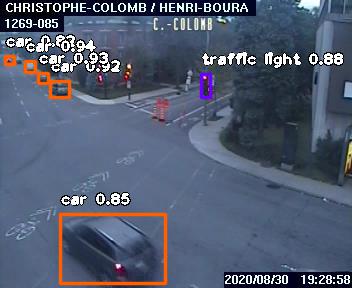 CHRISTOPHE-COLOMB / HENRI-BOURA
1269-085
C.-COLOMB
car 0.94
car 0.93
car 0.92
traffic light 0.88
car 0.85
2020/08/30 19:28:58